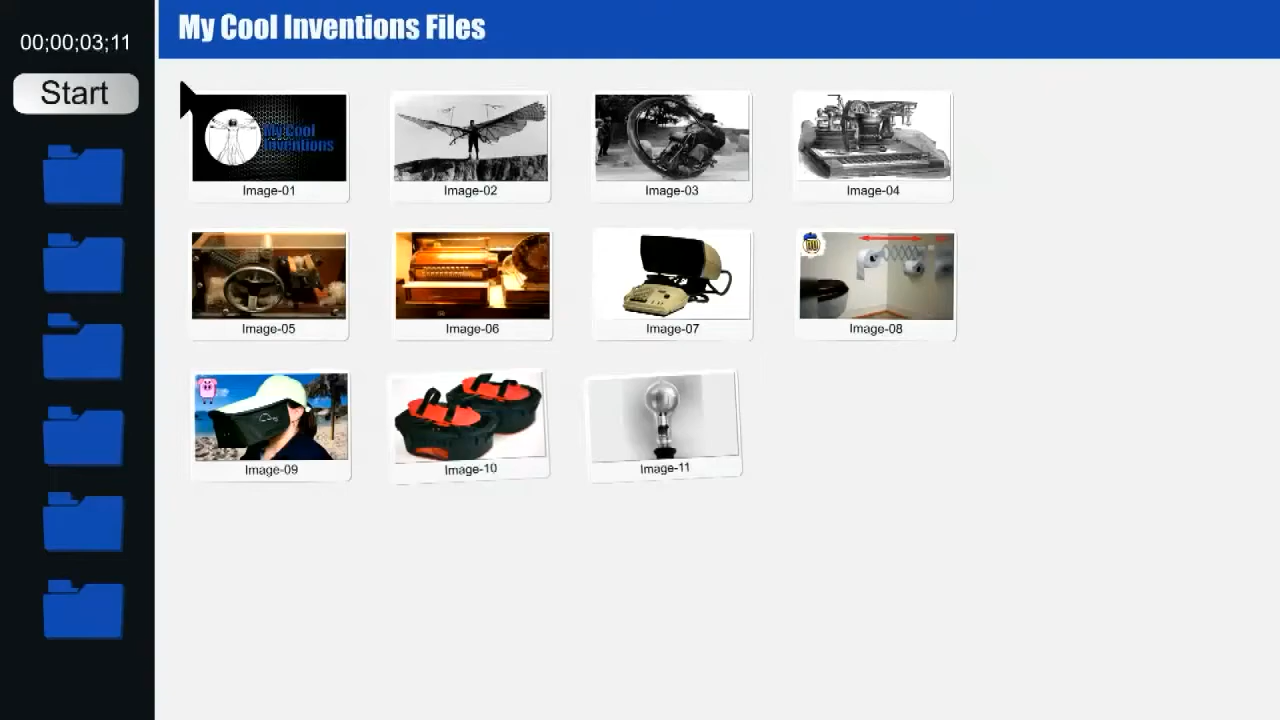 My Cool Inventions Files
00;00;03;11
Start
My Cool
Inventions
Image-01
Image-02
Image-03
Image-04
Image-05
Image-06
Image-07
Image-08
Image-09
Image-10
Image-11